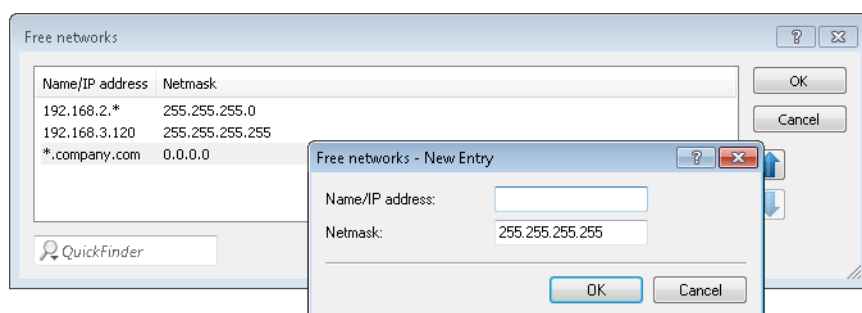 Free networks
Name/IP address Netmask
OK
192.168.2.* 255.255.255.0
192.168.3.120 255.255.255.255
Cancel
*.company.com 0.0.0.0
QuickFinder
Free networks - New Entry
Name/IP address:
Netmask: 255.255.255.255
OK Cancel